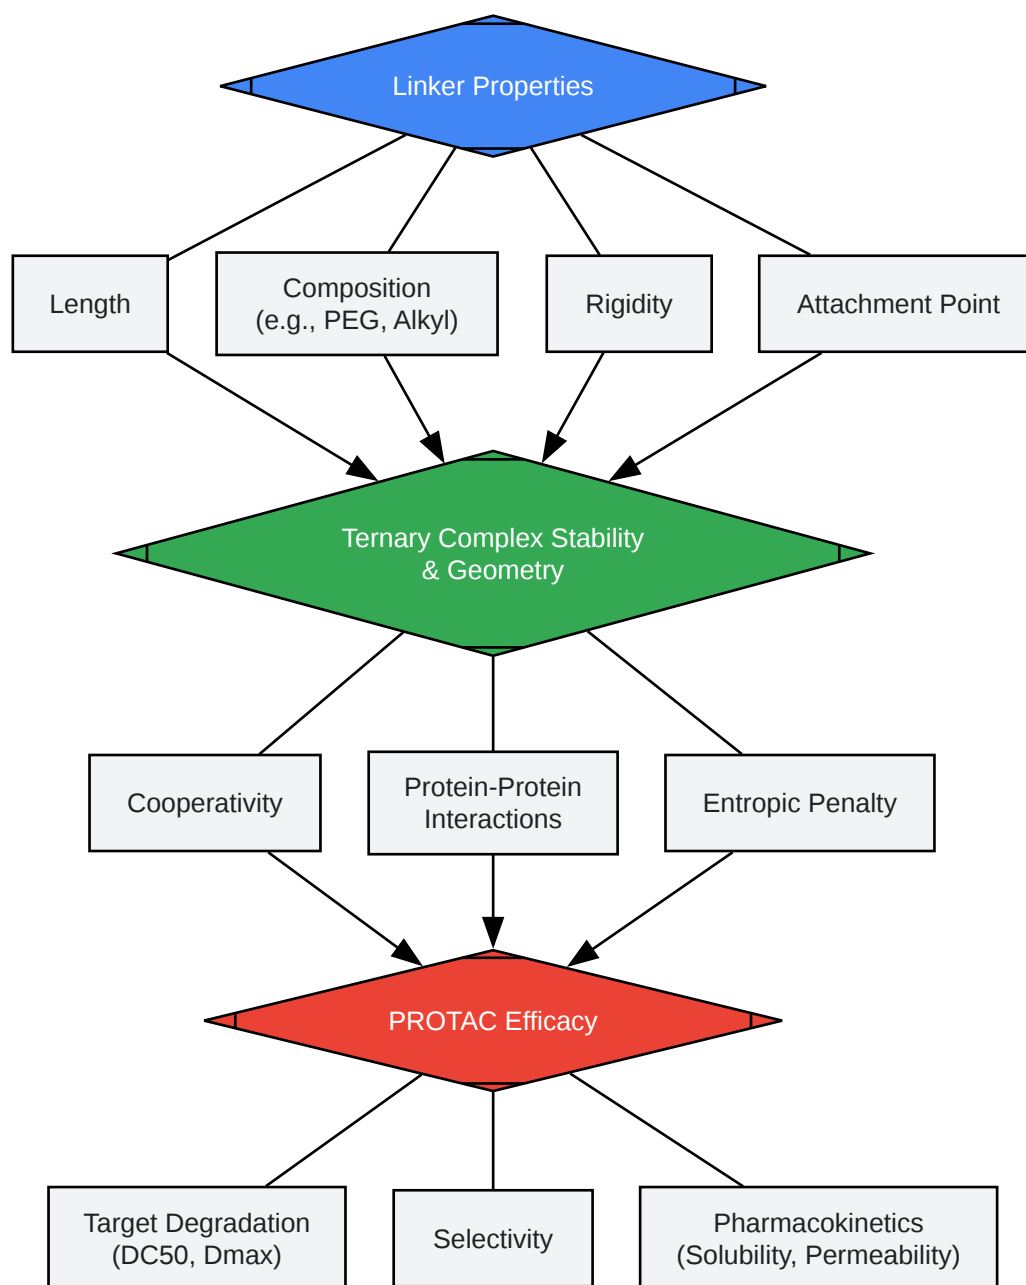 Linker Properties
Length
Composition
(e.g., PEG, Alkyl)
Rigidity
Attachment Point
Ternary Complex Stability
& Geometry
Cooperativity
Protein-Protein
Interactions
Entropic Penalty
PROTAC Efficacy
Target Degradation
(DC50, Dmax)
Selectivity
Pharmacokinetics
(Solubility, Permeability)